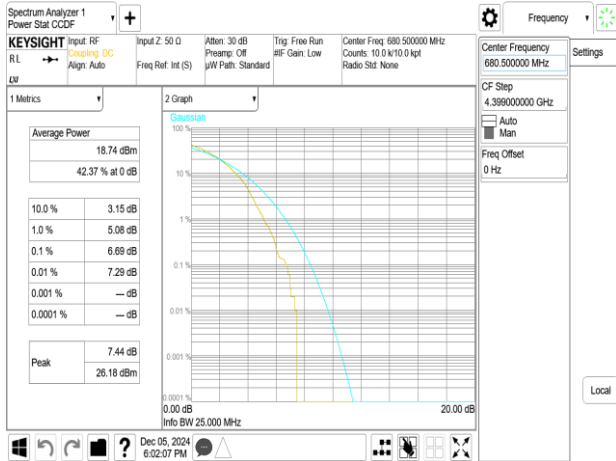 Spectrum Analyzer 1
Power Stat CCDF
KEYSIGHT
RL
Input: RF
Coupling: DC
Align: Auto
Input Z: 50 Ω
Freq Ref: Int (S)
Atten: 30 dB
Preamp: Off
µW Path: Standard
Trig: Free Run
#IF Gain: Low
Center Freq: 680.500000 MHz
Counts: 10.0 k/10.0 kpt
Radio Std: None
1 Metrics
Average Power
18.74 dBm
42.37 % at 0 dB
10.0 % 3.15 dB
1.0 % 5.08 dB
0.1 % 6.69 dB
0.01 % 7.29 dB
0.001 % --- dB
0.0001 % --- dB
Peak
7.44 dB
26.18 dBm
2 Graph
Gaussian
100 %
10 %
1 %
0.1 %
0.01 %
0.001 %
0.0001 %
0.00 dB 20.00 dB
Info BW 25.000 MHz
Dec 05, 2024
6:02:07 PM
Frequency
Center Frequency
680.500000 MHz
CF Step
4.399000000 GHz
Auto
Man
Freq Offset
0 Hz
Settings
Local